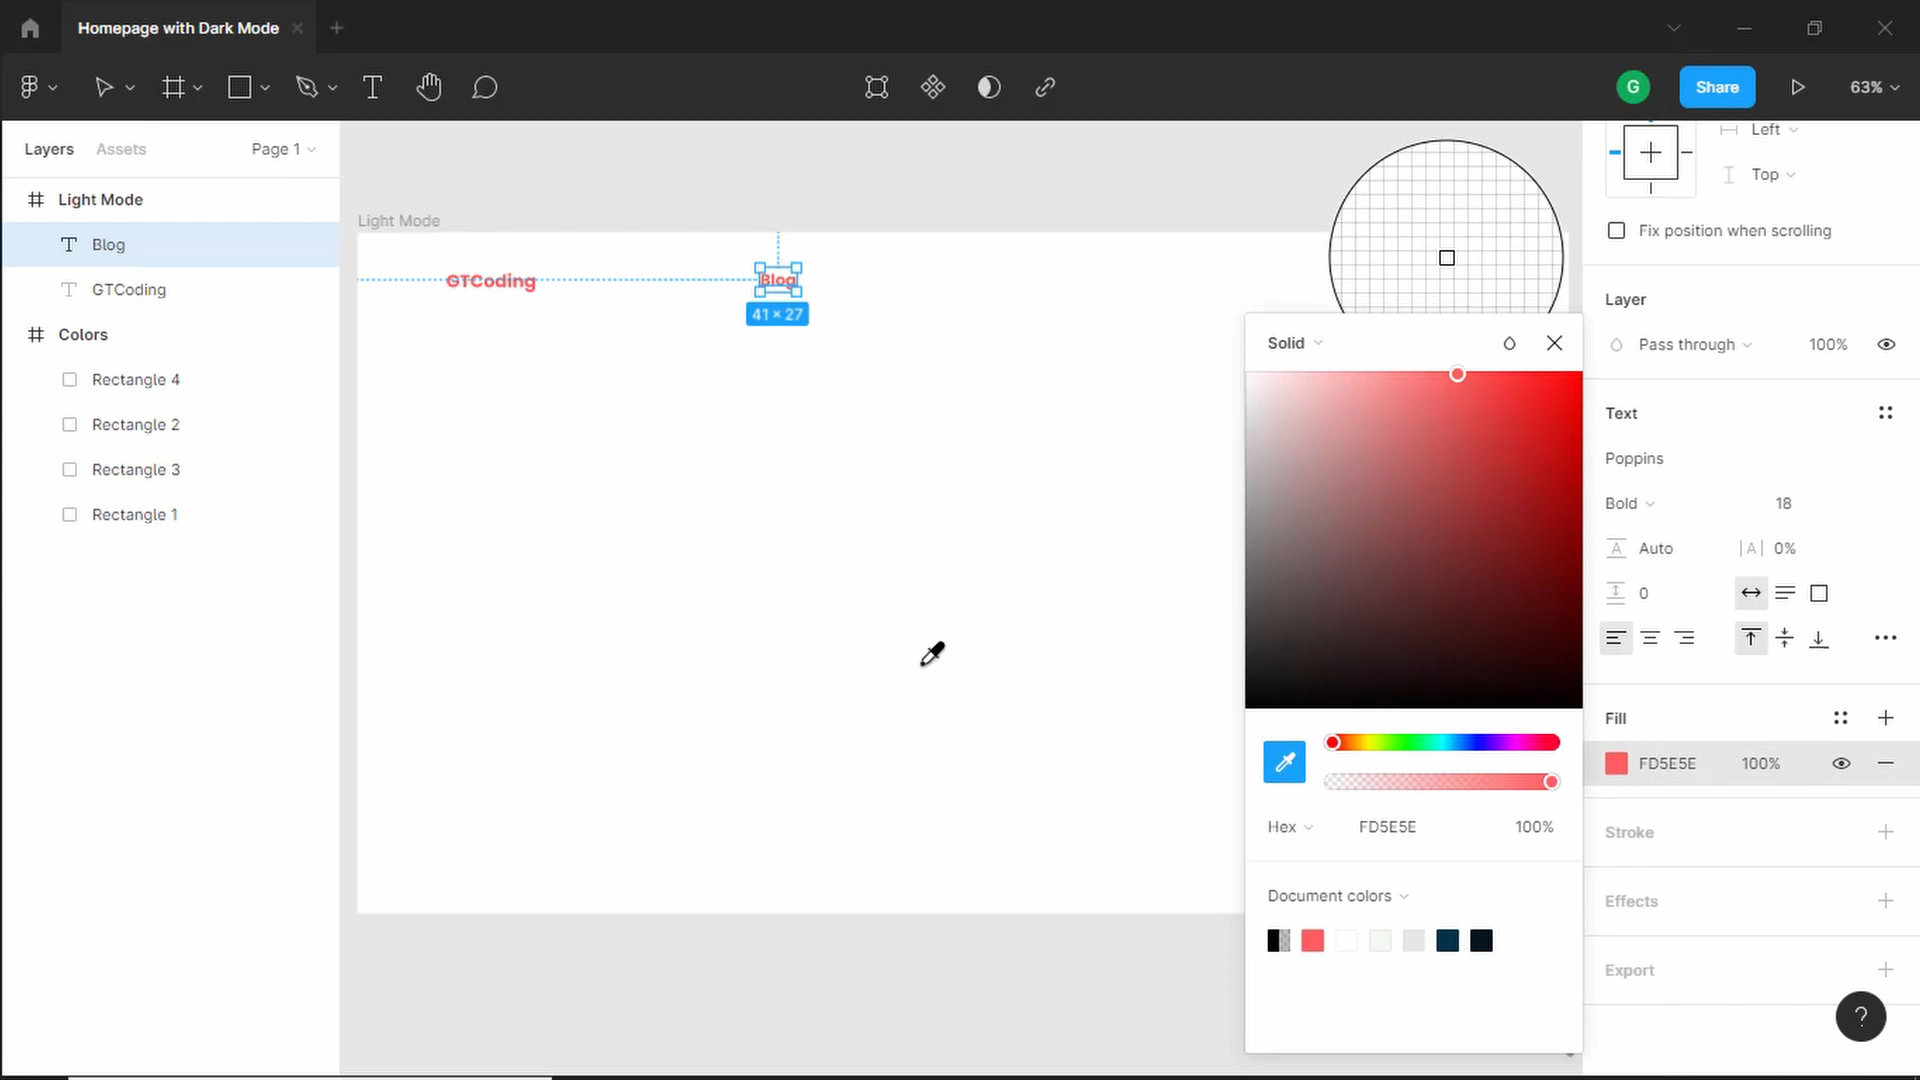 Homepage with Dark Mode
G
Share
63%
Layers
Assets
Page 1
Light Mode
Blog
GTCoding
Colors
Rectangle 4
Rectangle 2
Rectangle 3
Rectangle 1
Light Mode
GTCoding
Blog
41 × 27
Solid
Hex
FD5E5E
100%
Document colors
Left
Top
Fix position when scrolling
Layer
Pass through
100%
Text
Poppins
Bold
18
A
Auto
|A|
0%
0
Fill
FD5E5E
100%
Stroke
Effects
Export
?